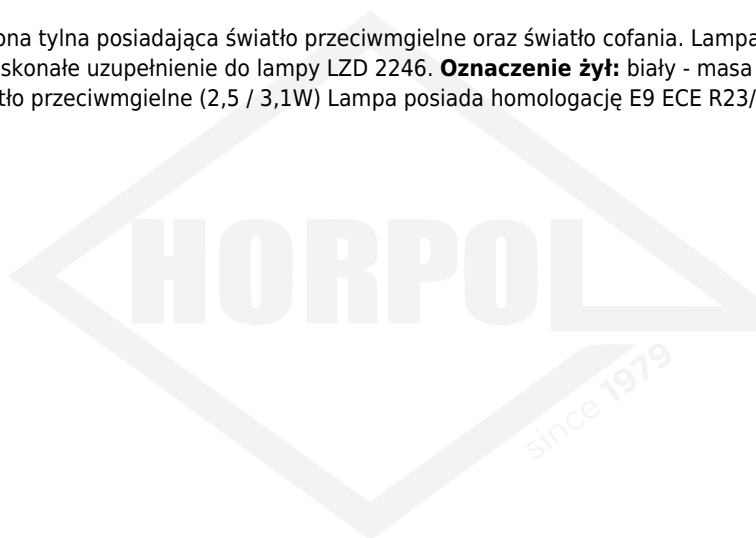 ona tylna posiadająca światło przeciwmgielne oraz światło cofania. Lampa
skonałe uzupełnienie do lampy LZD 2246. Oznaczenie żył: biały - masa
tło przeciwmgielne (2,5 / 3,1W) Lampa posiada homologację E9 ECE R23/
HORPOL
since 1979